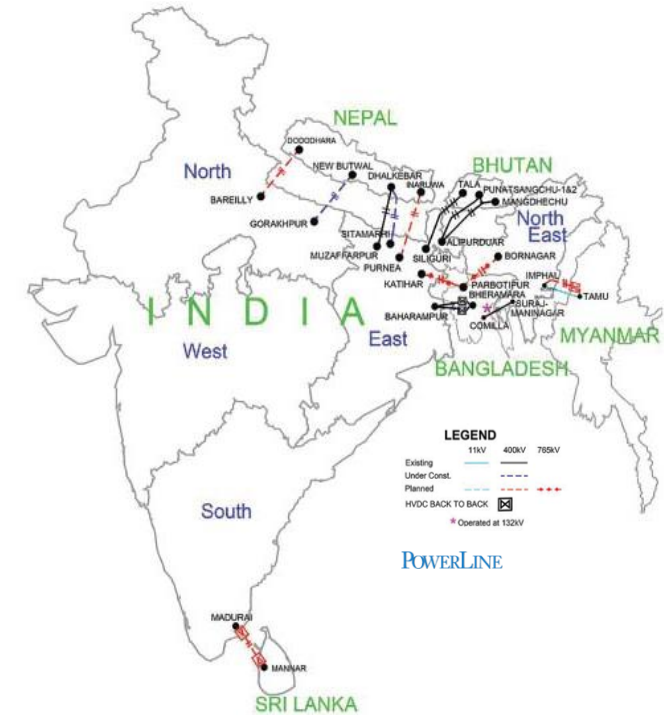 NEPAL
DODODHARA
NEW BUTWAL
DHALKEBAR
INARUWA
BHUTAN
TALA
PUNATSANGCHU-1&2
MANGDHECHU
North
BAREILLY
GORAKHPUR
SITAMARHI
MUZAFFARPUR
PURNEA
SILIGURI
ALIPURDUAR
North
East
BORNAGAR
KATIHAR
PARBOTIPUR
BHERAMARA
BAHARAMPUR
IMPHAL
TAMU
SURAJ-
MANINAGAR
COMILLA
INDIA
West
East
MYANMAR
BANGLADESH
LEGEND
11kV 400kV 765kV
Existing
Under Const.
Planned
HVDC BACK TO BACK
* Operated at 132kV
POWERLINE
South
MADURAI
MANNAR
SRI LANKA